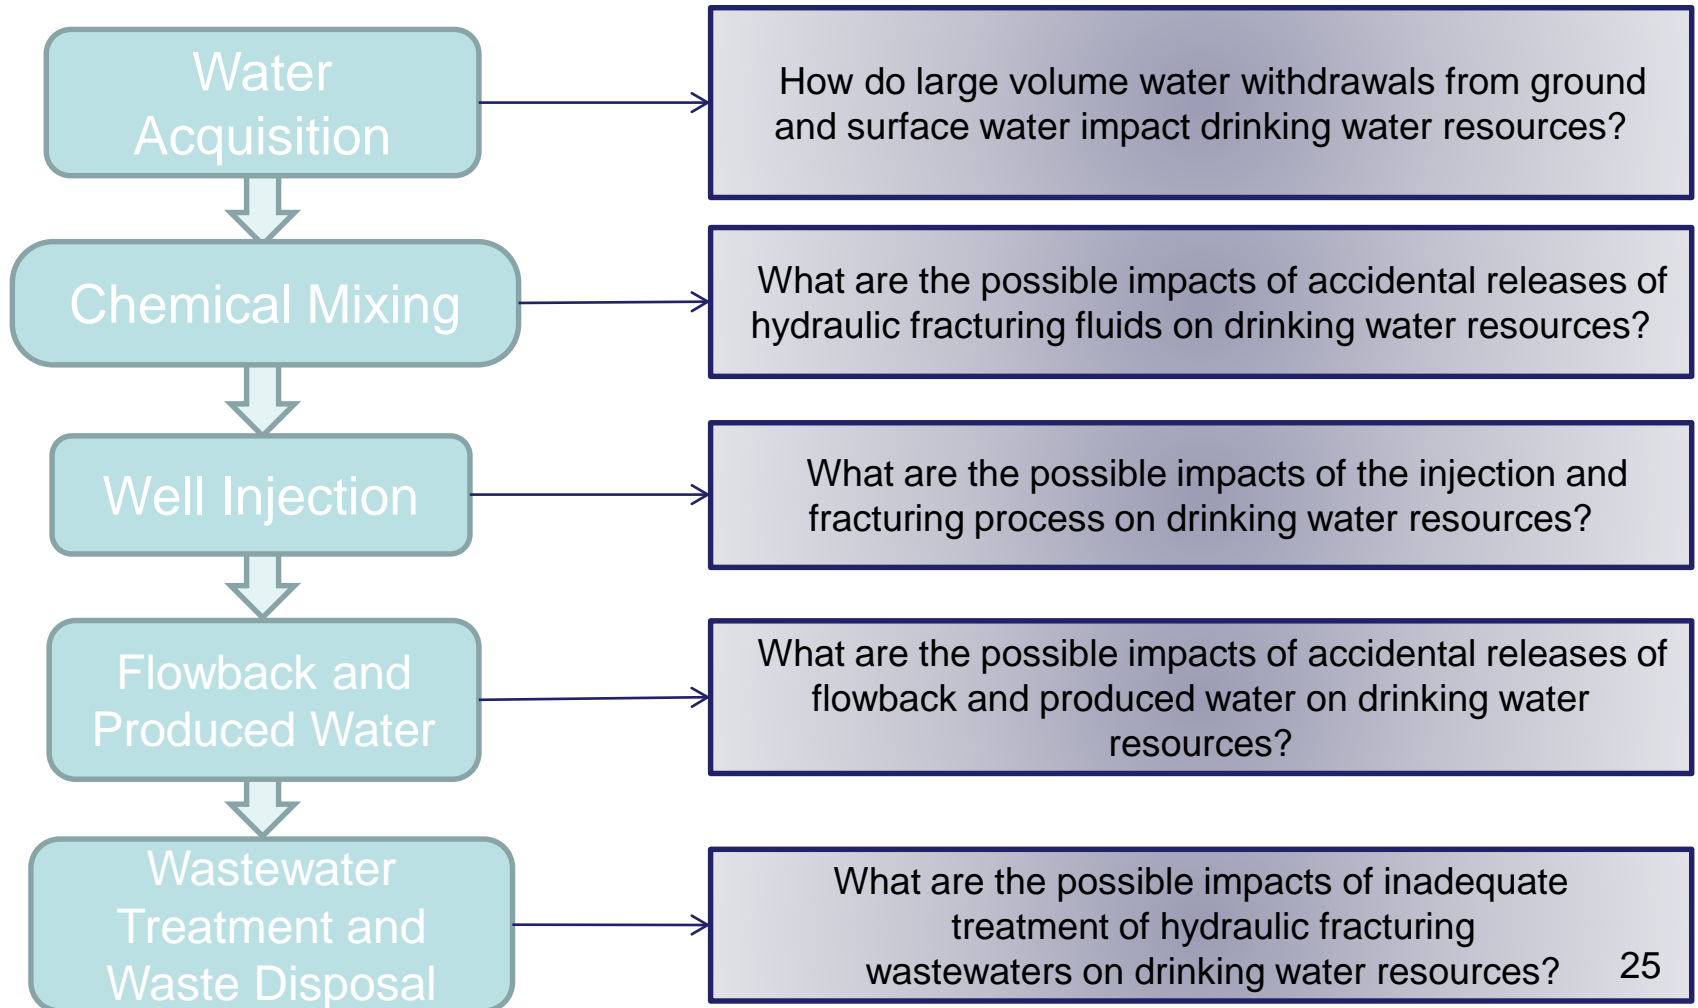 Water
Acquisition
How do large volume water withdrawals from ground
and surface water impact drinking water resources?
Chemical Mixing
What are the possible impacts of accidental releases of
hydraulic fracturing fluids on drinking water resources?
Well Injection
What are the possible impacts of the injection and
fracturing process on drinking water resources?
Flowback and
Produced Water
What are the possible impacts of accidental releases of
flowback and produced water on drinking water
resources?
Wastewater
Treatment and
Waste Disposal
What are the possible impacts of inadequate
treatment of hydraulic fracturing
wastewaters on drinking water resources?
25